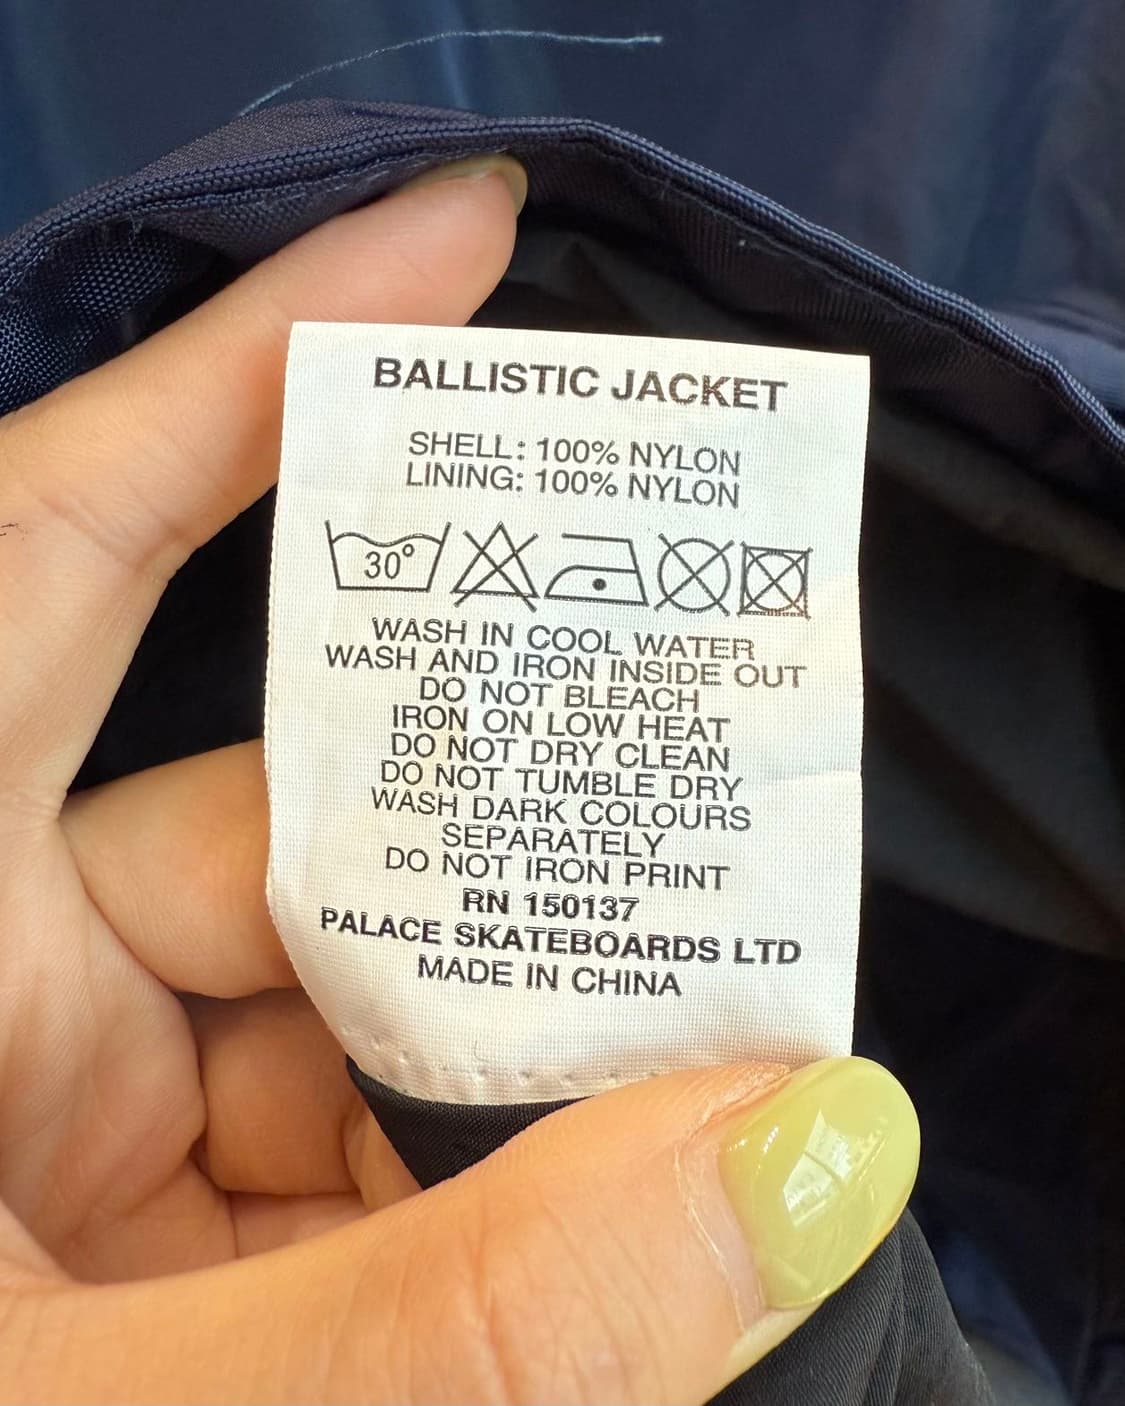 BALLISTIC JACKET
SHELL: 100% NYLON
LINING: 100% NYLON
30°
WASH IN COOL WATER
WASH AND IRON INSIDE OUT
DO NOT BLEACH
IRON ON LOW HEAT
DO NOT DRY CLEAN
DO NOT TUMBLE DRY
WASH DARK COLOURS
SEPARATELY
DO NOT IRON PRINT
RN 150137
PALACE SKATEBOARDS LTD
MADE IN CHINA